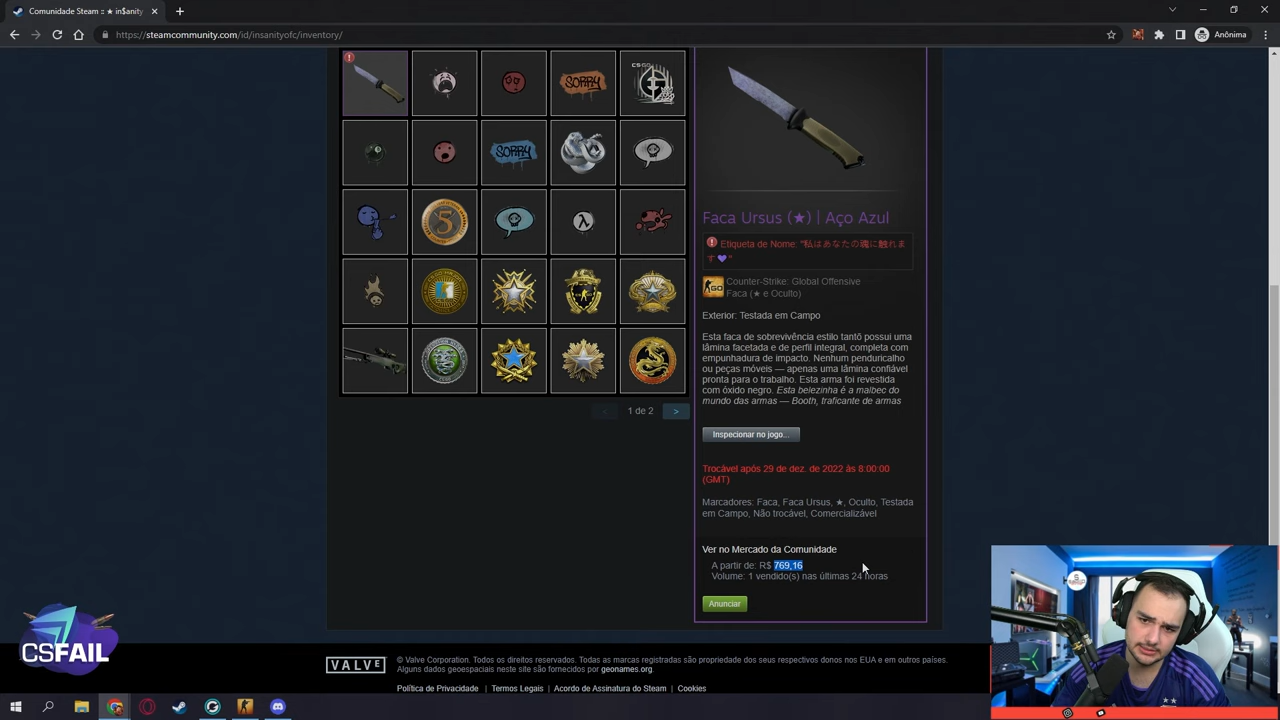 Comunidade Steam :: ★ in$anity
https://steamcommunity.com/id/insanityofc/inventory/
Anônima
SORRY
CS:GO
SORRY
5
Faca Ursus (★) | Aço Azul
Etiqueta de Nome: "私はあなたの魂に触れま
す💜"
Counter-Strike: Global Offensive
Faca (★ e Oculto)
Exterior: Testada em Campo
Esta faca de sobrevivência estilo tantō possui uma
lâmina facetada e de perfil integral, completa com
empunhadura de impacto. Nenhum penduricalho
ou peças móveis — apenas uma lâmina confiável
pronta para o trabalho. Esta arma foi revestida
com óxido negro. Esta belezinha é a malbec do
mundo das armas — Booth, traficante de armas
1 de 2
>
Inspecionar no jogo...
Trocável após 29 de dez. de 2022 às 8:00:00
(GMT)
Marcadores: Faca, Faca Ursus, ★, Oculto, Testada
em Campo, Não trocável, Comercializável
Ver no Mercado da Comunidade
A partir de: R$ 769,16
Volume: 1 vendido(s) nas últimas 24 horas
Anunciar
CSFAIL
VALVE
© Valve Corporation. Todos os direitos reservados. Todas as marcas registradas são propriedade dos seus respectivos donos nos EUA e em outros países.
Alguns dados geoespaciais neste site são fornecidos por geonames.org.
Política de Privacidade | Termos Legais | Acordo de Assinatura do Steam | Cookies